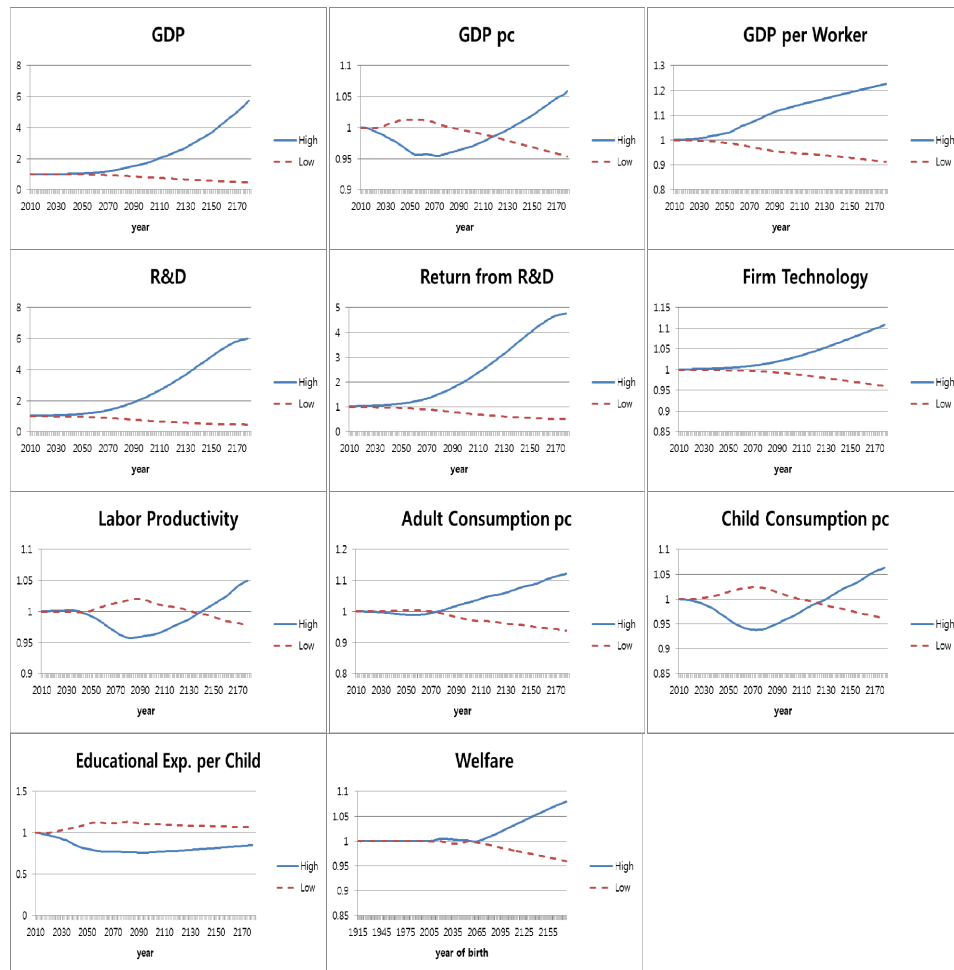 GDP
8
6
4
2
0
2010 2030 2050 2070 2090 2110 2130 2150 2170
year
High
Low
GDP pc
1.1
1.05
1
0.95
0.9
2010 2030 2050 2070 2090 2110 2130 2150 2170
year
High
Low
GDP per Worker
1.3
1.2
1.1
1
0.9
0.8
2010 2030 2050 2070 2090 2110 2130 2150 2170
year
High
Low
R&D
8
6
4
2
0
2010 2030 2050 2070 2090 2110 2130 2150 2170
year
High
Low
Return from R&D
5
4
3
2
1
0
2010 2030 2050 2070 2090 2110 2130 2150 2170
year
High
Low
Firm Technology
1.15
1.1
1.05
1
0.95
0.9
0.85
2010 2030 2050 2070 2090 2110 2130 2150 2170
year
High
Low
Labor Productivity
1.1
1.05
1
0.95
0.9
2010 2030 2050 2070 2090 2110 2130 2150 2170
year
High
Low
Adult Consumption pc
1.2
1.1
1
0.9
0.8
2010 2030 2050 2070 2090 2110 2130 2150 2170
year
High
Low
Child Consumption pc
1.1
1.05
1
0.95
0.9
0.85
2010 2030 2050 2070 2090 2110 2130 2150 2170
year
High
Low
Educational Exp. per Child
1.5
1
0.5
0
2010 2030 2050 2070 2090 2110 2130 2150 2170
year
High
Low
Welfare
1.1
1.05
1
0.95
0.9
0.85
1915 1945 1975 2005 2035 2065 2095 2125 2155
year of birth
High
Low